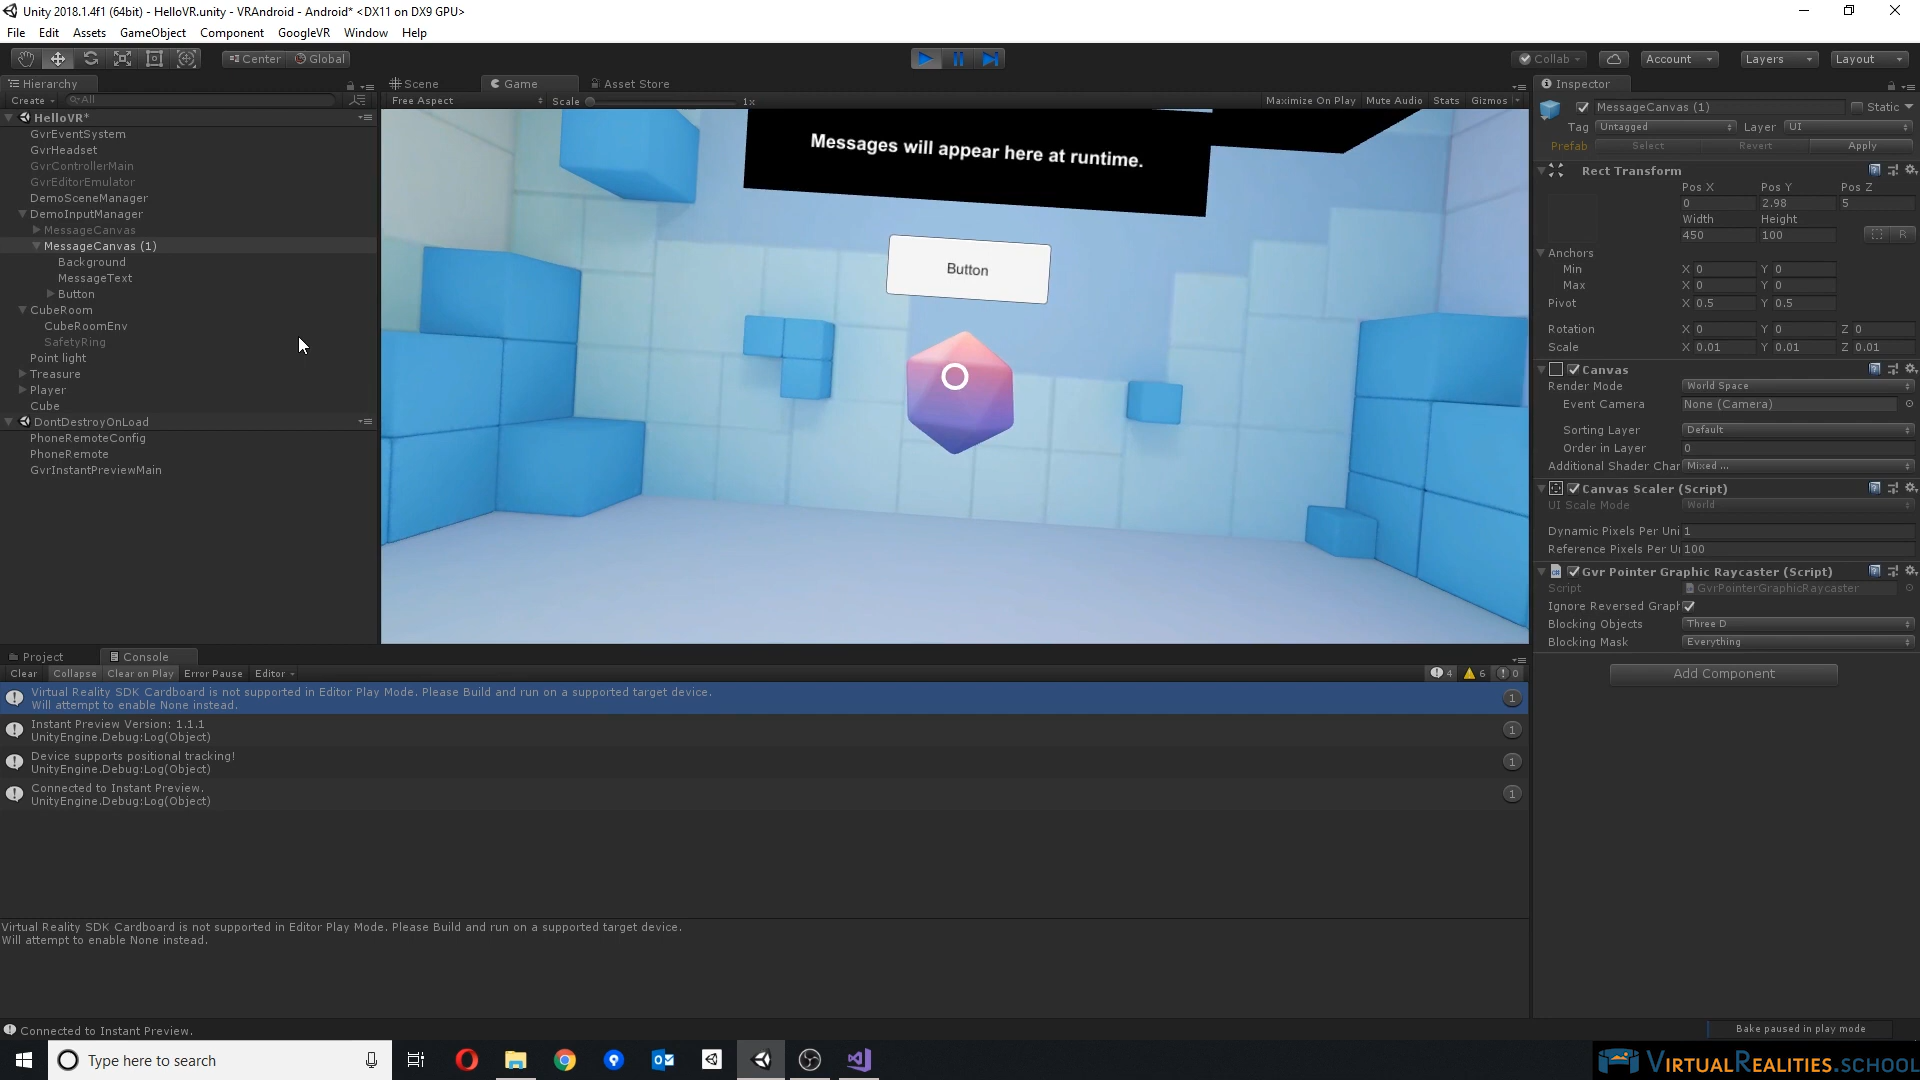 Unity 2018.1.4f1 (64bit) - HelloVR.unity - VRAndroid - Android* <DX11 on DX9 GPU>
File Edit Assets GameObject Component GoogleVR Window Help
Center Global Collab Account Layers Layout
Hierarchy Scene Game Asset Store Inspector
Create All Free Aspect Scale 1x Maximize On Play Mute Audio Stats Gizmos
MessageCanvas (1) Static
Tag Untagged Layer UI
Prefab Select Revert Apply
HelloVR*
GvrEventSystem
GvrHeadset
GvrControllerMain
GvrEditorEmulator
DemoSceneManager
DemoInputManager
MessageCanvas
MessageCanvas (1)
Background
MessageText
Button
CubeRoom
CubeRoomEnv
SafetyRing
Point light
Treasure
Player
Cube
DontDestroyOnLoad
PhoneRemoteConfig
PhoneRemote
GvrInstantPreviewMain
Messages will appear here at runtime.
Button
Rect Transform
Pos X Pos Y Pos Z
0 2.98 5
Width Height
450 100 R
Anchors
Min X 0 Y 0
Max X 0 Y 0
Pivot X 0.5 Y 0.5
Rotation X 0 Y 0 Z 0
Scale X 0.01 Y 0.01 Z 0.01
Canvas
Render Mode World Space
Event Camera None (Camera)
Sorting Layer Default
Order in Layer 0
Additional Shader Char Mixed ...
Canvas Scaler (Script)
UI Scale Mode World
Dynamic Pixels Per Uni 1
Reference Pixels Per U 100
Gvr Pointer Graphic Raycaster (Script)
Script GvrPointerGraphicRaycaster
Ignore Reversed Graph
Blocking Objects Three D
Blocking Mask Everything
Add Component
Project Console
Clear Collapse Clear on Play Error Pause Editor 4 6 0
Virtual Reality SDK Cardboard is not supported in Editor Play Mode. Please Build and run on a supported target device.
Will attempt to enable None instead. 1
Instant Preview Version: 1.1.1
UnityEngine.Debug:Log(Object) 1
Device supports positional tracking!
UnityEngine.Debug:Log(Object) 1
Connected to Instant Preview.
UnityEngine.Debug:Log(Object) 1
Virtual Reality SDK Cardboard is not supported in Editor Play Mode. Please Build and run on a supported target device.
Will attempt to enable None instead.
Connected to Instant Preview. Bake paused in play mode
Type here to search
VIRTUALREALITIES.SCHOOL